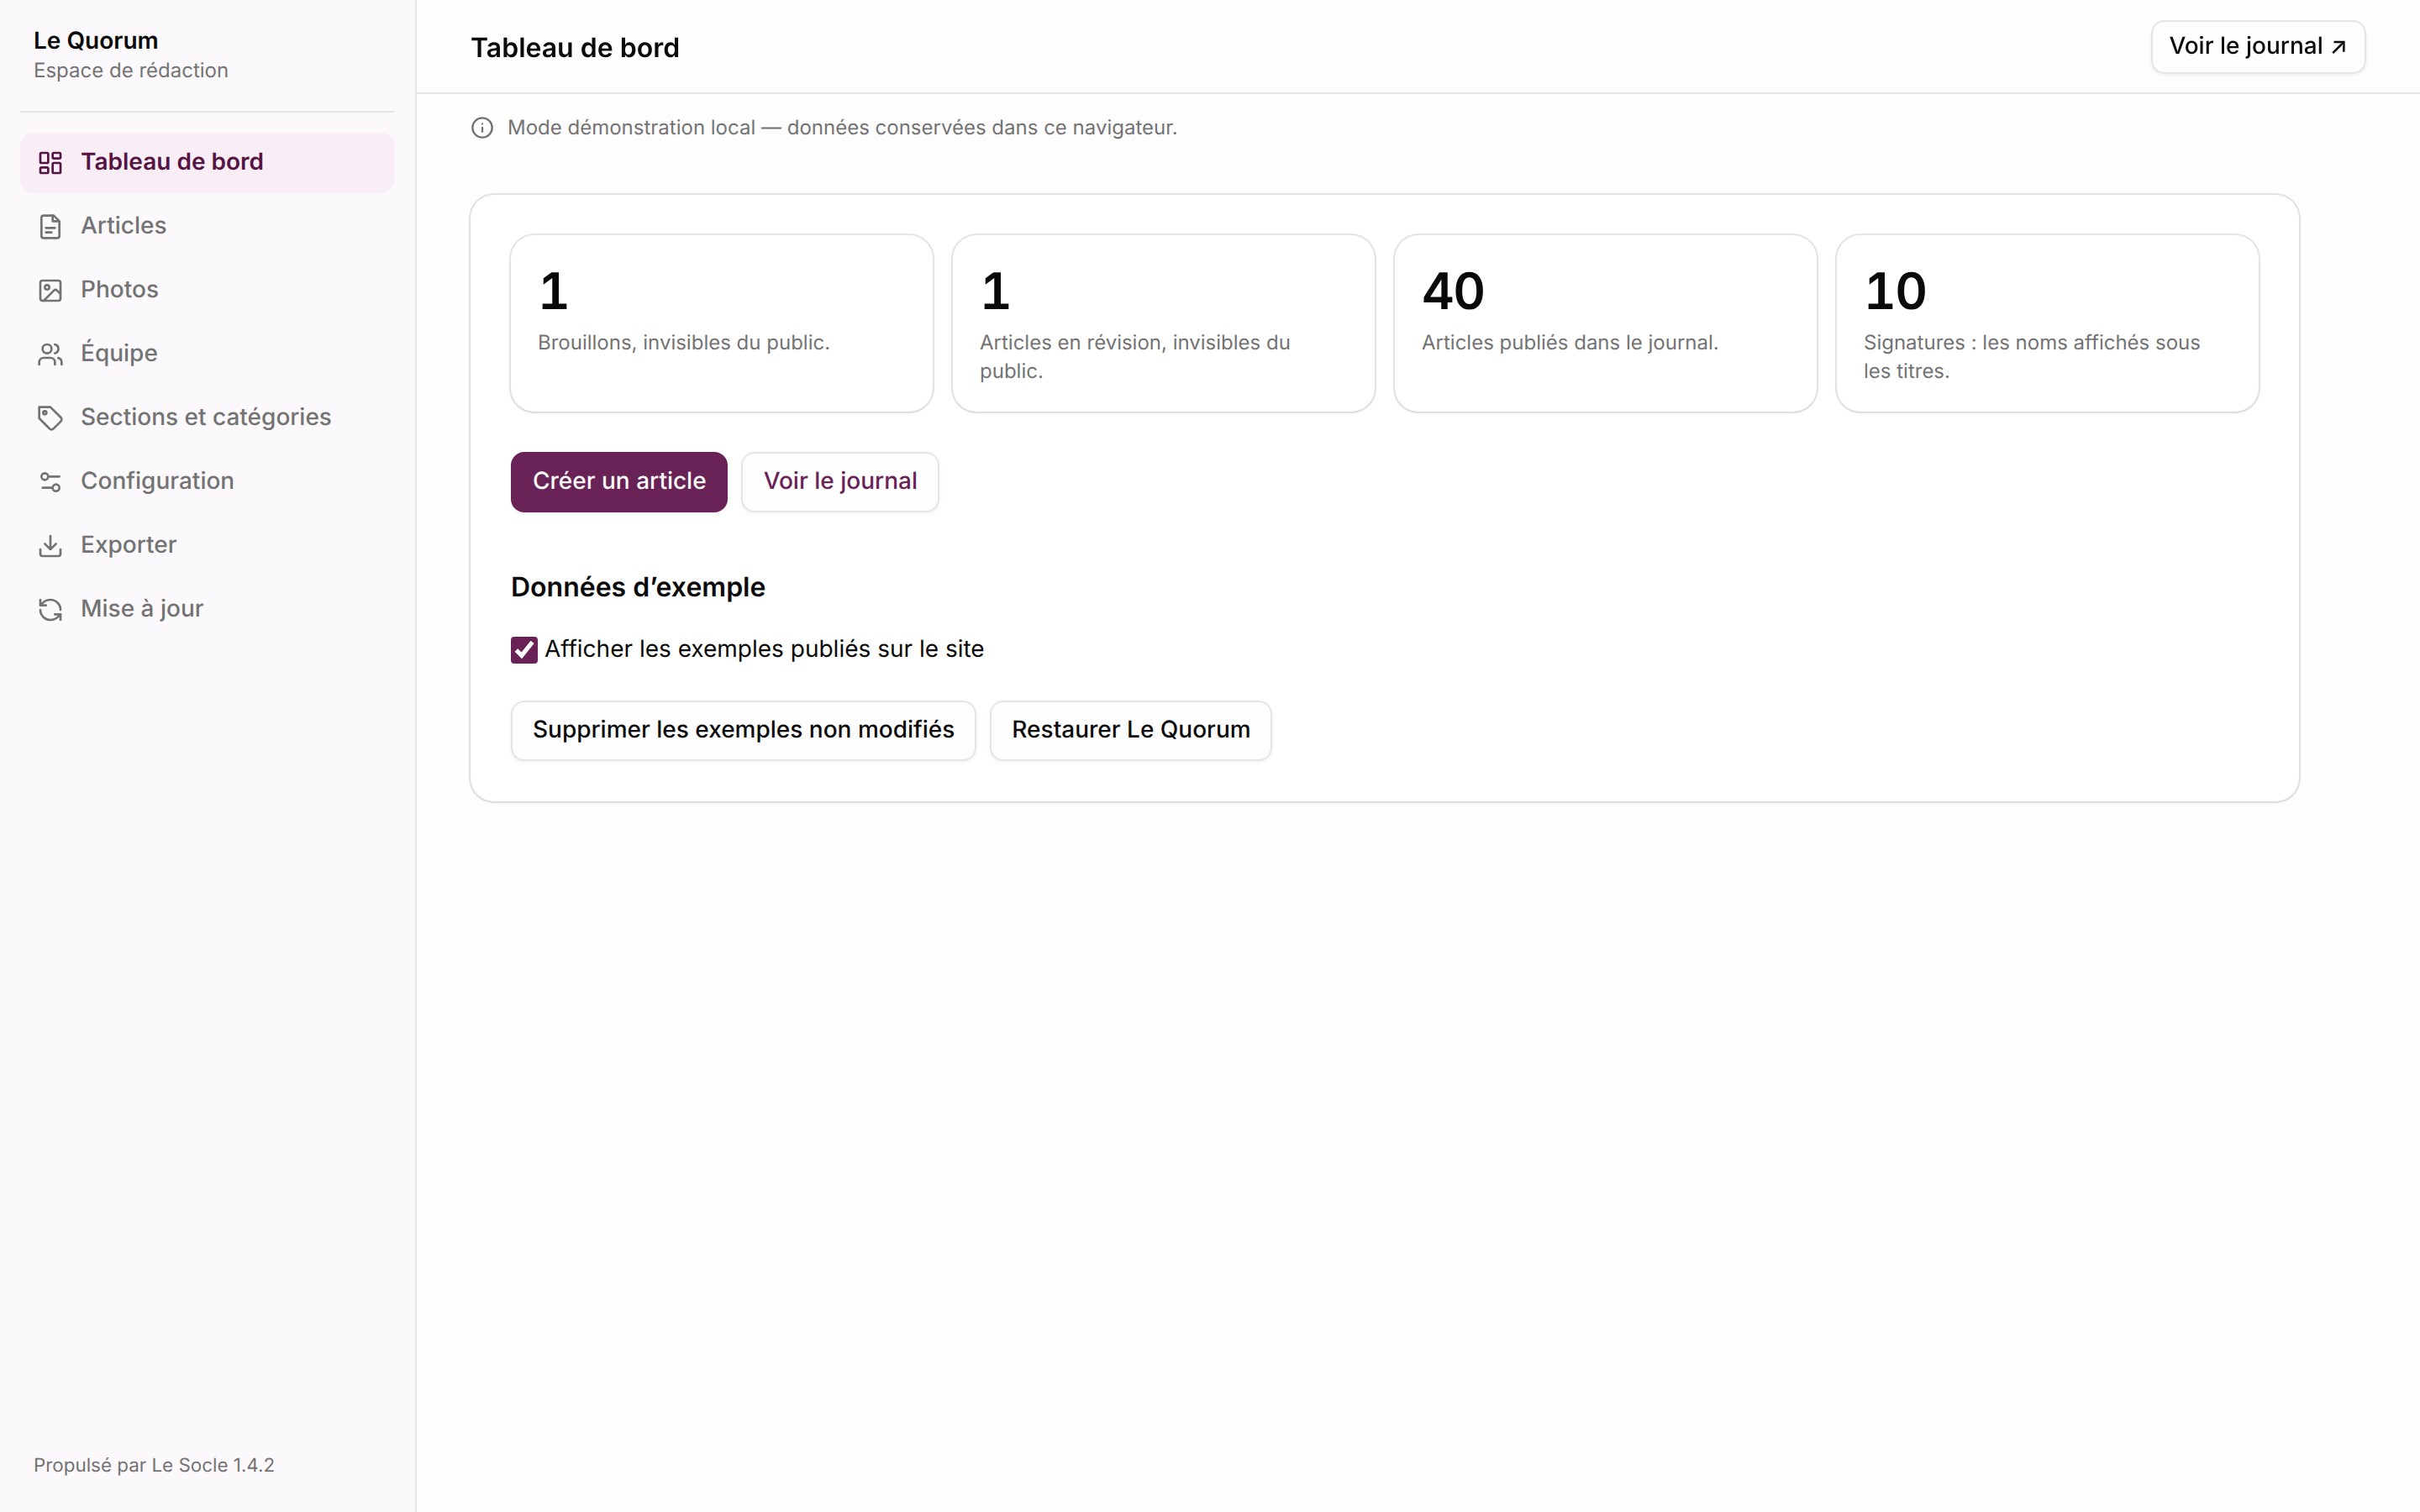 Le Quorum
Espace de rédaction
Tableau de bord
Articles
Photos
Équipe
Sections et catégories
Configuration
Exporter
Mise à jour
Propulsé par Le Socle 1.4.2
Tableau de bord
Voir le journal
Mode démonstration local — données conservées dans ce navigateur.
1
Brouillons, invisibles du public.
1
Articles en révision, invisibles du
public.
40
Articles publiés dans le journal.
10
Signatures : les noms affichés sous
les titres.
Créer un article
Voir le journal
Données d’exemple
Afficher les exemples publiés sur le site
Supprimer les exemples non modifiés
Restaurer Le Quorum